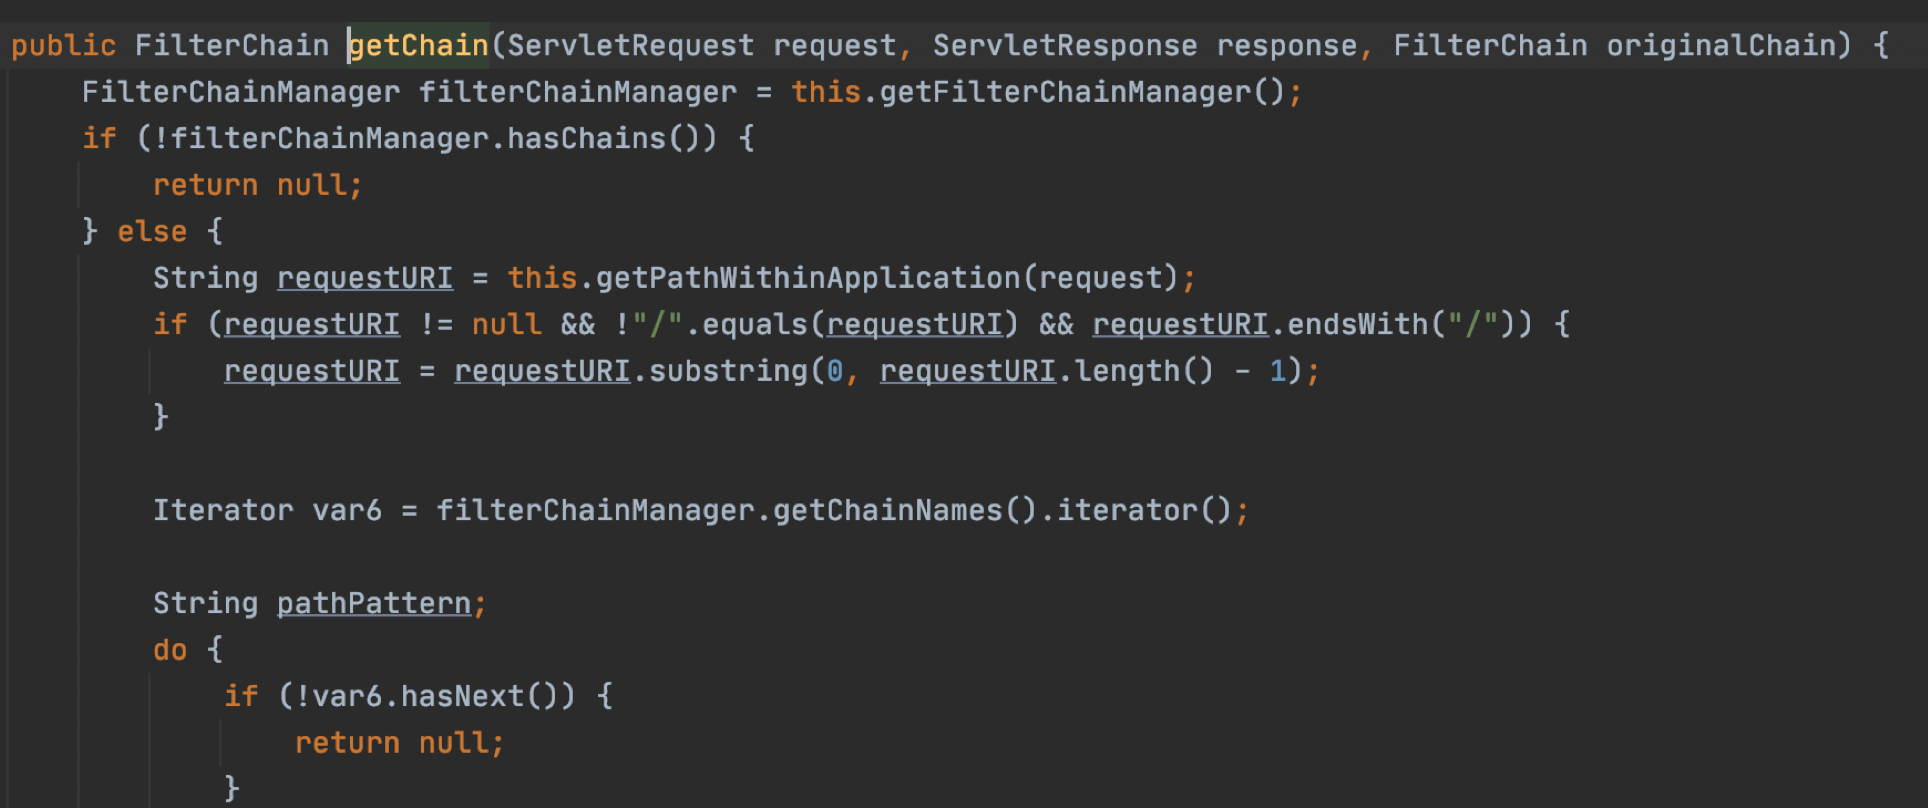 public FilterChain getChain(ServletRequest request, ServletResponse response, FilterChain originalChain) {
    FilterChainManager filterChainManager = this.getFilterChainManager();
    if (!filterChainManager.hasChains()) {
        return null;
    } else {
        String requestURI = this.getPathWithinApplication(request);
        if (requestURI != null && !"/".equals(requestURI) && requestURI.endsWith("/")) {
            requestURI = requestURI.substring(0, requestURI.length() - 1);
        }

        Iterator var6 = filterChainManager.getChainNames().iterator();

        String pathPattern;
        do {
            if (!var6.hasNext()) {
                return null;
            }